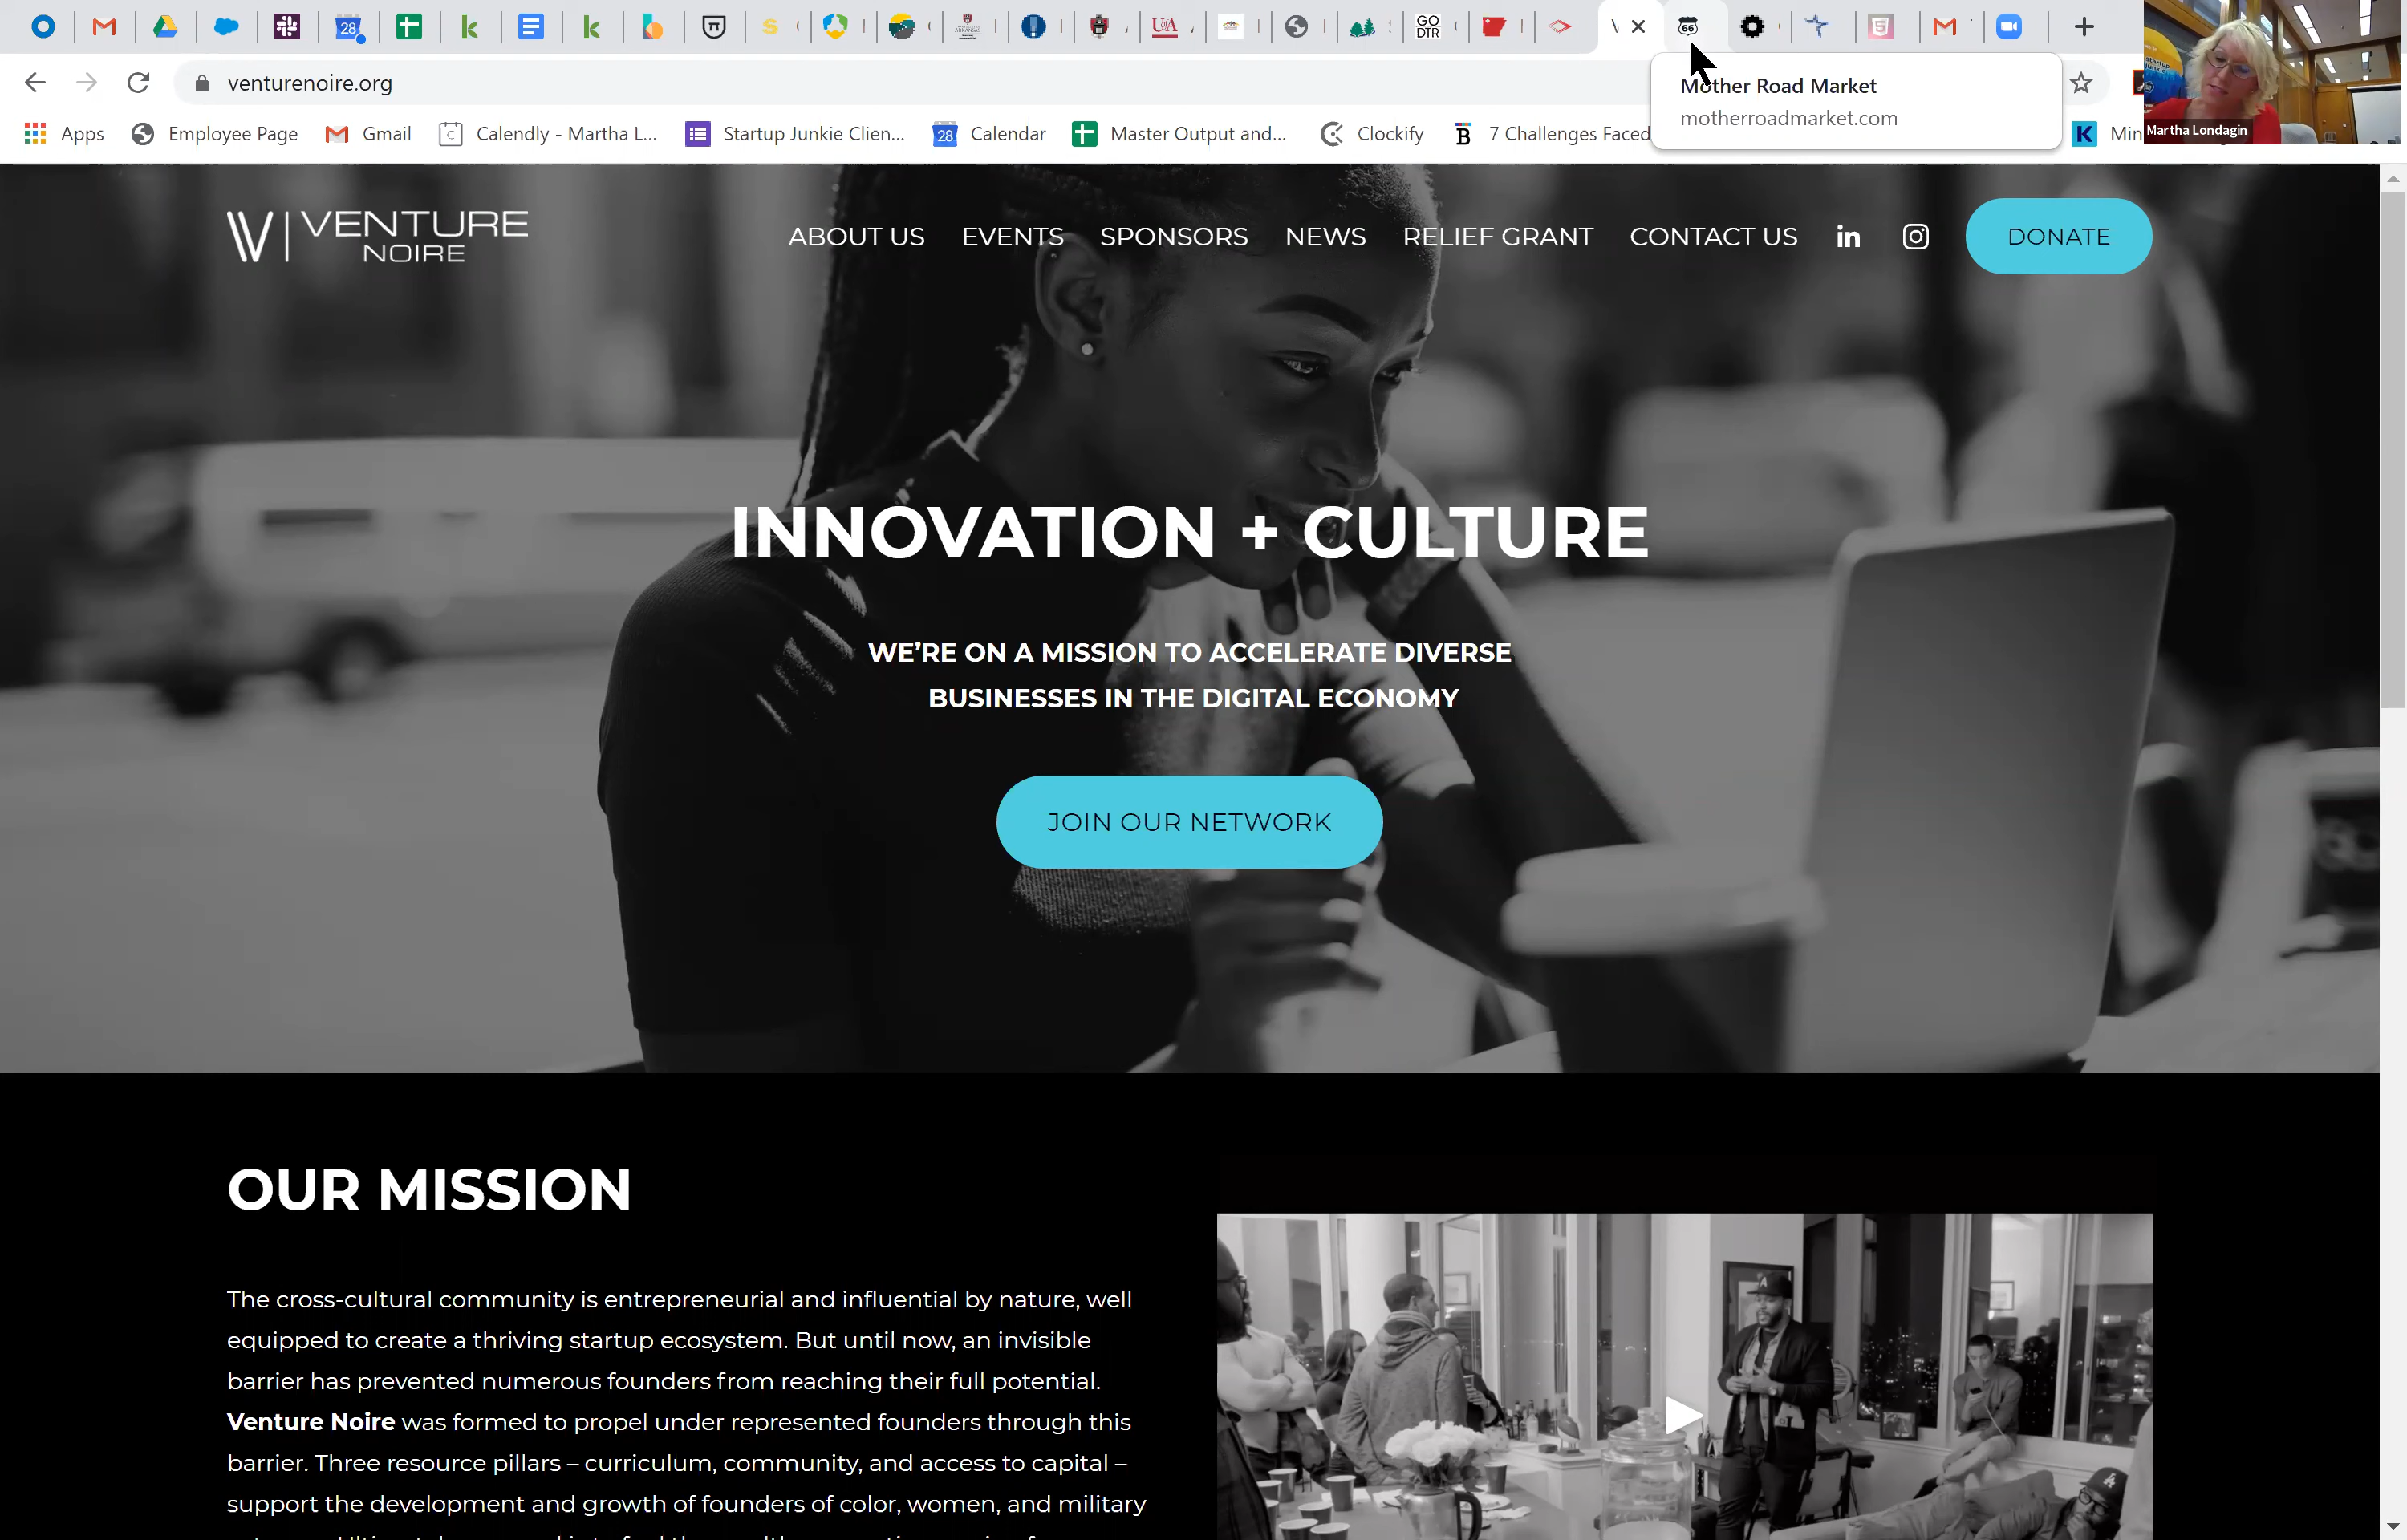 28
GO
DTR
66
venturenoire.org
Mother Road Market
motherroadmarket.com
Martha Londagin
Apps
Employee Page
Gmail
Calendly - Martha L...
Startup Junkie Clien...
28
Calendar
Master Output and...
Clockify
7 Challenges Faced
K
VENTURE
NOIRE
ABOUT US
EVENTS
SPONSORS
NEWS
RELIEF GRANT
CONTACT US
in
DONATE
INNOVATION + CULTURE
WE’RE ON A MISSION TO ACCELERATE DIVERSE
BUSINESSES IN THE DIGITAL ECONOMY
JOIN OUR NETWORK
OUR MISSION
The cross-cultural community is entrepreneurial and influential by nature, well
equipped to create a thriving startup ecosystem. But until now, an invisible
barrier has prevented numerous founders from reaching their full potential.
Venture Noire was formed to propel under represented founders through this
barrier. Three resource pillars – curriculum, community, and access to capital –
support the development and growth of founders of color, women, and military